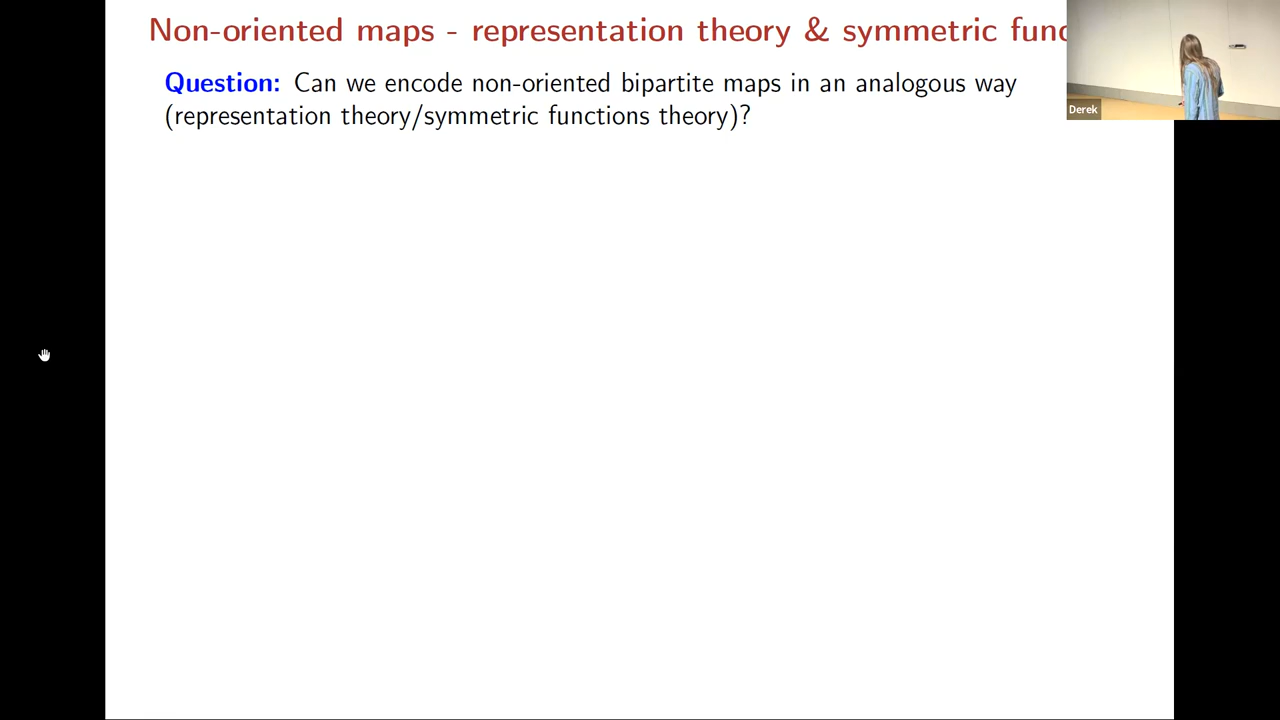 Non-oriented maps - representation theory & symmetric func
Question: Can we encode non-oriented bipartite maps in an analogous way
(representation theory/symmetric functions theory)?
Derek